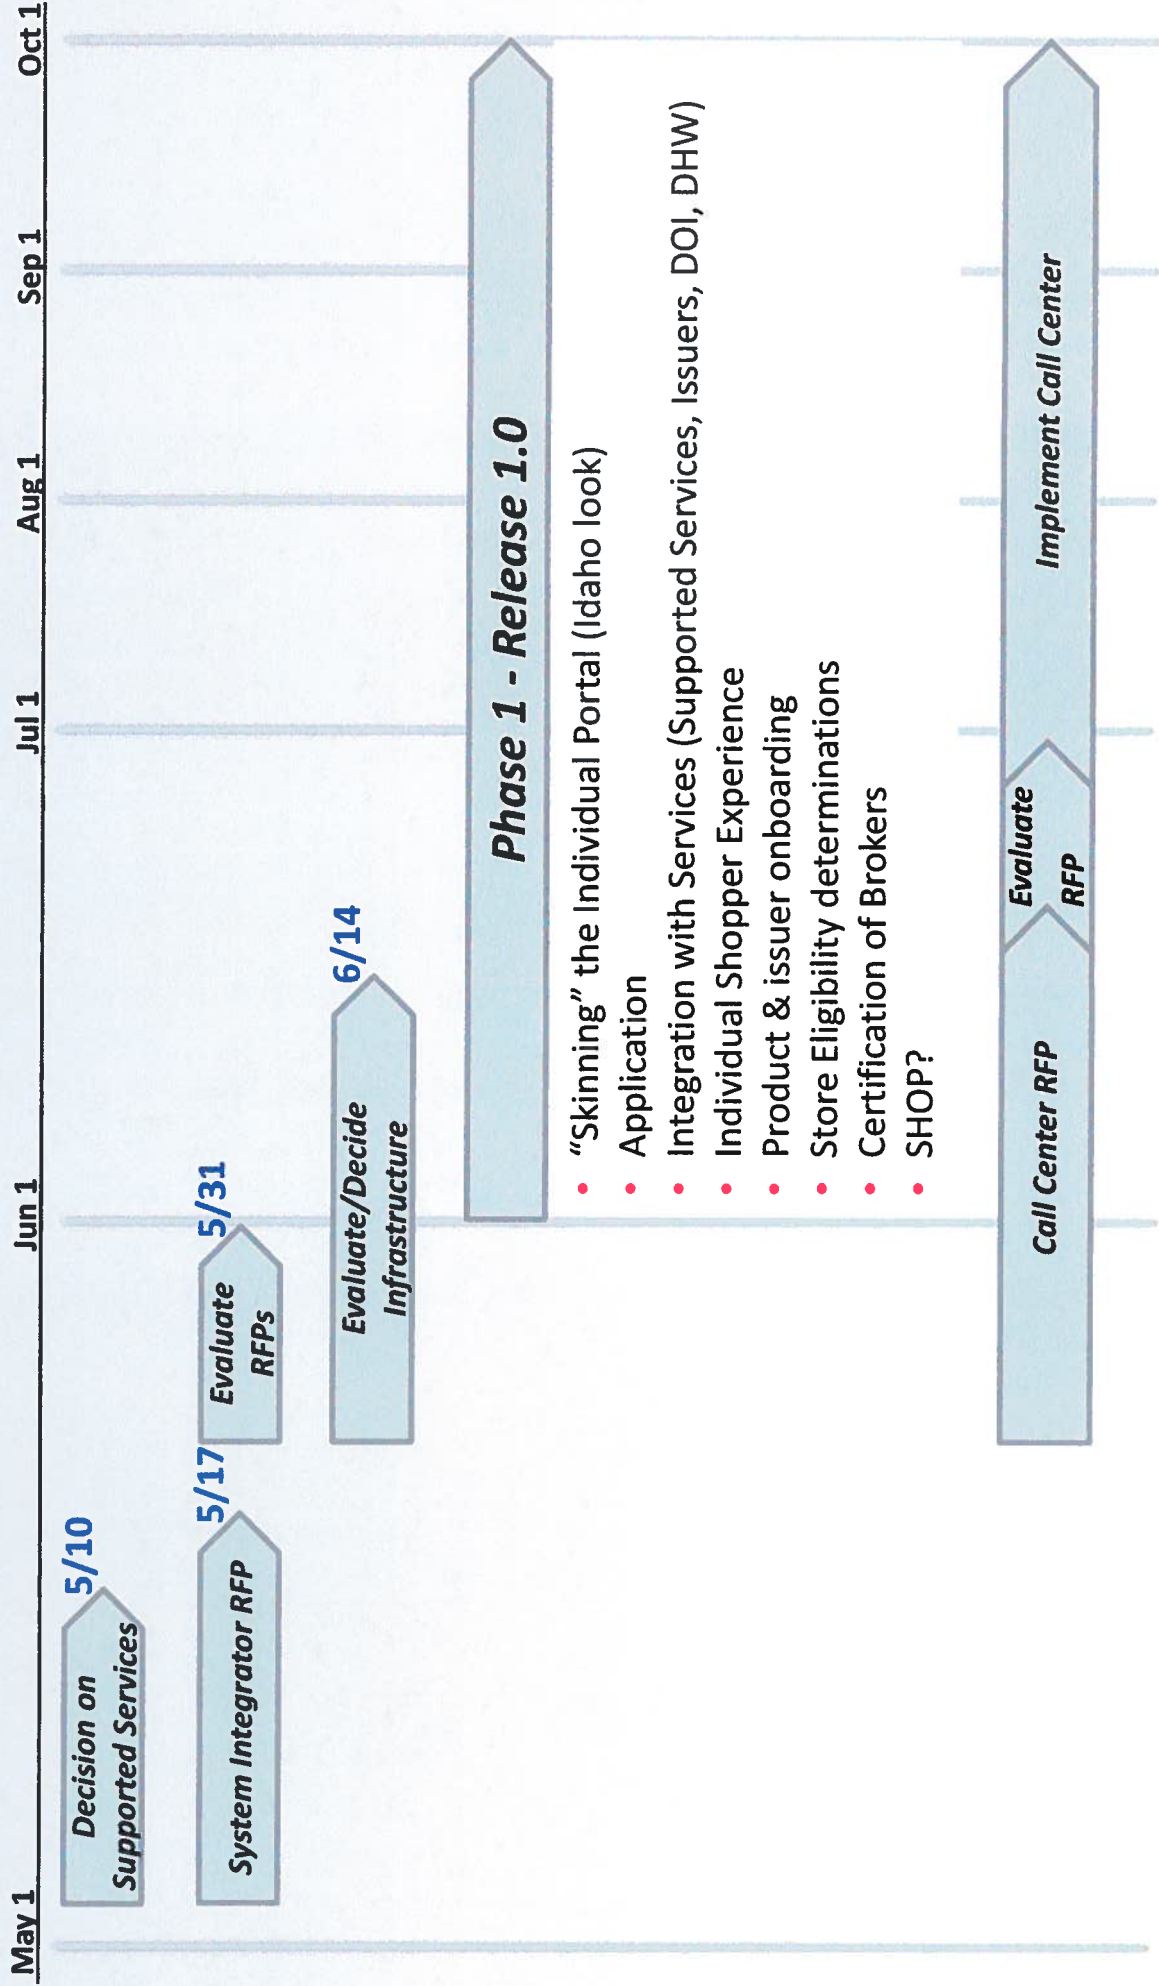 May 1
Jun 1
Jul 1
Aug 1
Sep 1
Oct 1
Decision on
Supported Services
5/10
System Integrator RFP
5/17
Evaluate
RFPs
5/31
Evaluate/Decide
Infrastructure
6/14
Phase 1 - Release 1.0
• "Skinning" the Individual Portal (Idaho look)
• Application
• Integration with Services (Supported Services, Issuers, DOI, DHW)
• Individual Shopper Experience
• Product & issuer onboarding
• Store Eligibility determinations
• Certification of Brokers
• SHOP?
Call Center RFP
Evaluate
RFP
Implement Call Center